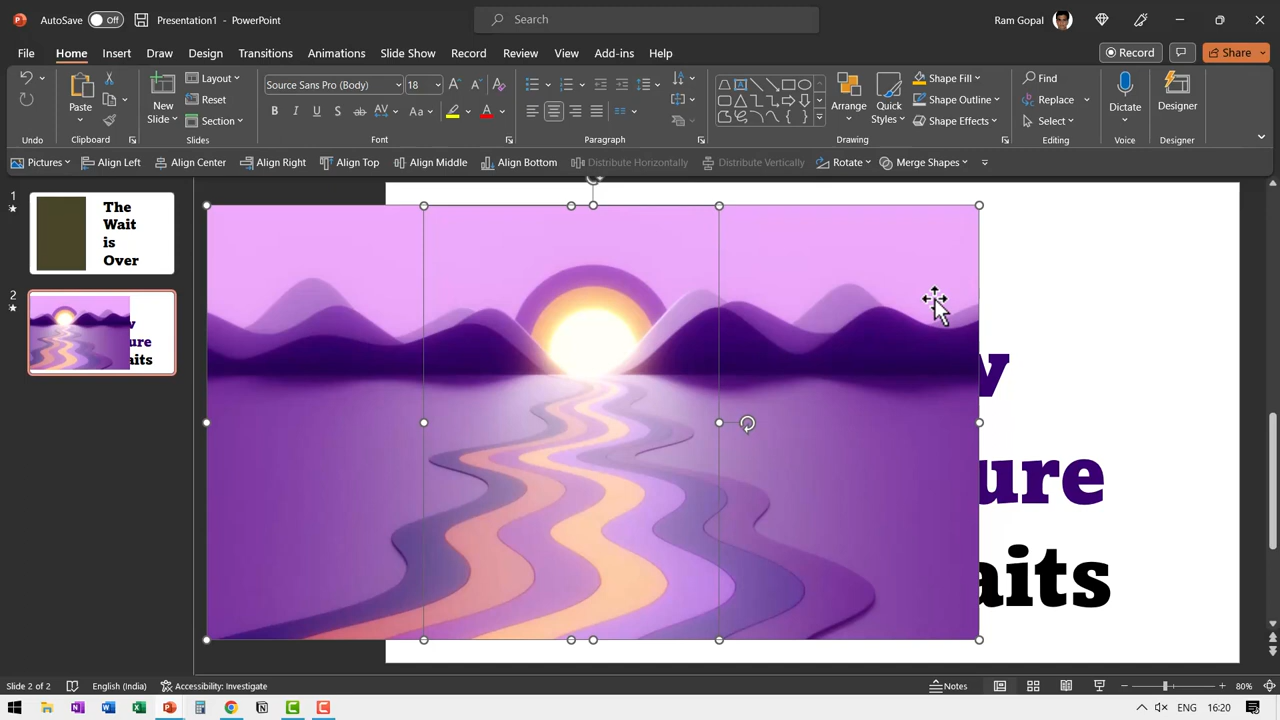 AutoSave Off Presentation1 - PowerPoint Search Ram Gopal
File Home Insert Draw Design Transitions Animations Slide Show Record Review View Add-ins Help Record Share
Paste New Slide Layout Reset Section Source Sans Pro (Body) 18 Arrange Quick Styles Shape Fill Shape Outline Shape Effects Find Replace Select Dictate Designer
Undo Clipboard Slides Font Paragraph Drawing Editing Voice Designer
Pictures Align Left Align Center Align Right Align Top Align Middle Align Bottom Distribute Horizontally Distribute Vertically Rotate Merge Shapes
1
The
Wait
is
Over
2
w
ure
aits
w
ure
aits
Slide 2 of 2 English (India) Accessibility: Investigate Notes 80%
ENG 16:20